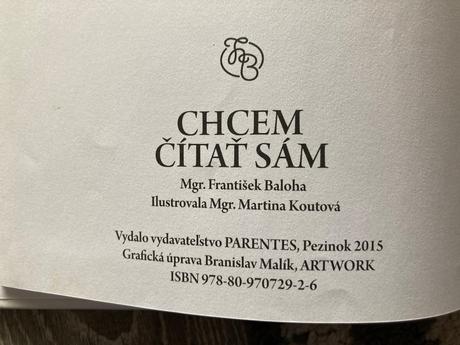 FB
CHCEM
ČÍTAŤ SÁM
Mgr. František Baloha
Ilustrovala Mgr. Martina Koutová
Vydalo vydavateľstvo PARENTES, Pezinok 2015
Grafická úprava Branislav Malík, ARTWORK
ISBN 978-80-970729-2-6